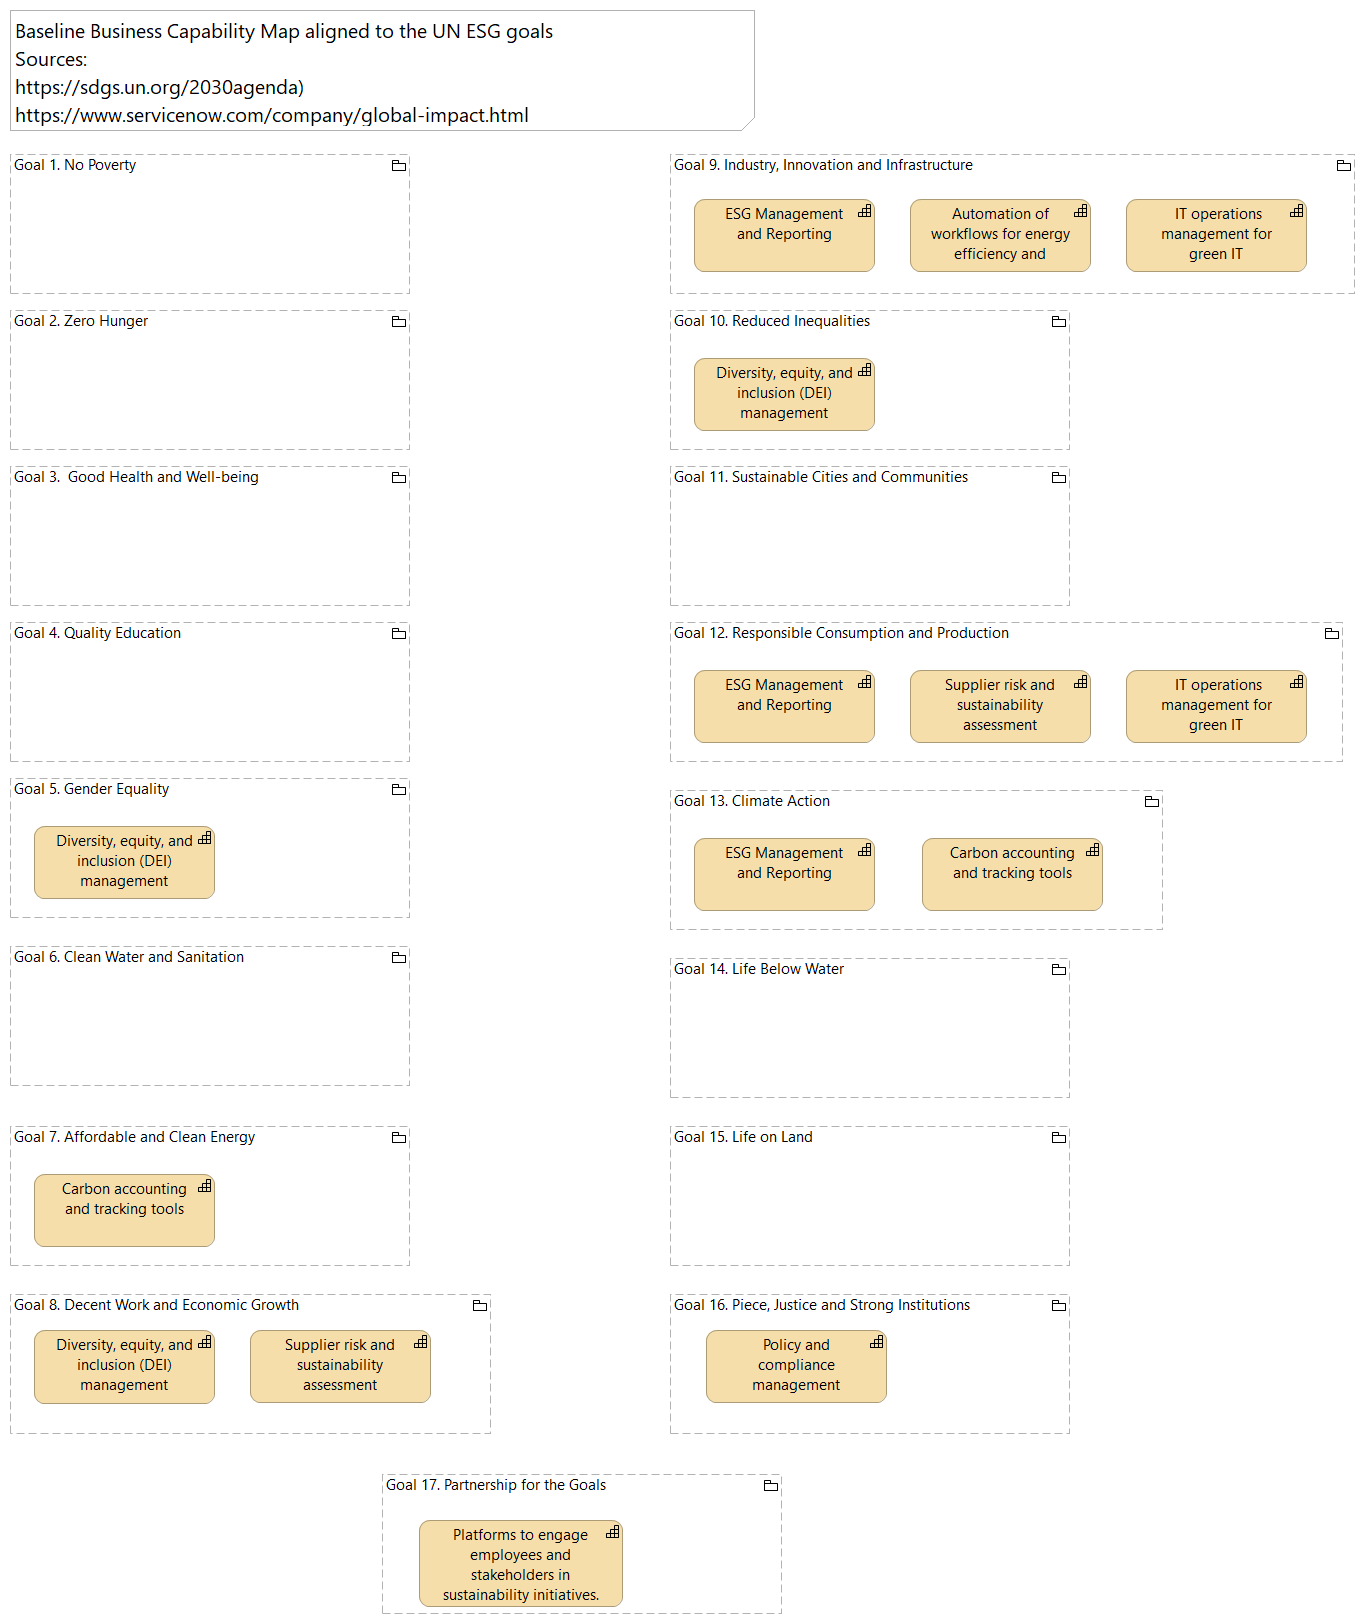 Baseline Business Capability Map aligned to the UN ESG goals
Sources:
https://sdgs.un.org/2030agenda)
https://www.servicenow.com/company/global-impact.html
Goal 1. No Poverty
Goal 2. Zero Hunger
Goal 3.  Good Health and Well-being
Goal 4. Quality Education
Goal 5. Gender Equality
Diversity, equity, and
inclusion (DEI)
management
Goal 6. Clean Water and Sanitation
Goal 7. Affordable and Clean Energy
Carbon accounting
and tracking tools
Goal 8. Decent Work and Economic Growth
Diversity, equity, and
inclusion (DEI)
management
Supplier risk and
sustainability
assessment
Goal 9. Industry, Innovation and Infrastructure
ESG Management
and Reporting
Automation of
workflows for energy
efficiency and
IT operations
management for
green IT
Goal 10. Reduced Inequalities
Diversity, equity, and
inclusion (DEI)
management
Goal 11. Sustainable Cities and Communities
Goal 12. Responsible Consumption and Production
ESG Management
and Reporting
Supplier risk and
sustainability
assessment
IT operations
management for
green IT
Goal 13. Climate Action
ESG Management
and Reporting
Carbon accounting
and tracking tools
Goal 14. Life Below Water
Goal 15. Life on Land
Goal 16. Piece, Justice and Strong Institutions
Policy and
compliance
management
Goal 17. Partnership for the Goals
Platforms to engage
employees and
stakeholders in
sustainability initiatives.